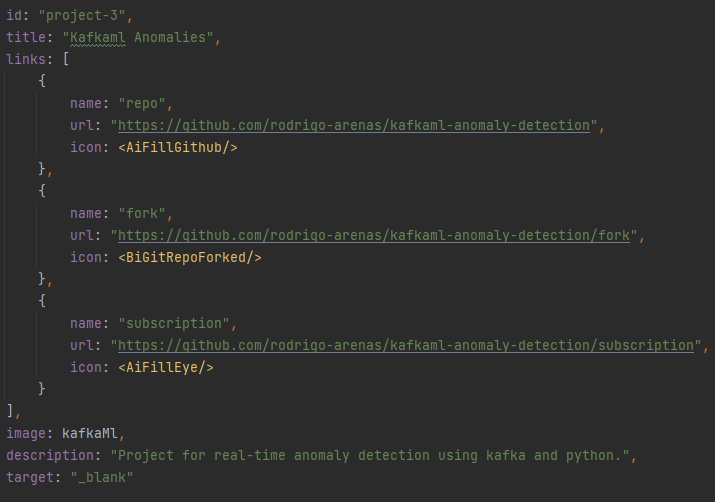 id: "project-3",
title: "Kafkaml Anomalies",
links: [
    {
        name: "repo",
        url: "https://github.com/rodrigo-arenas/kafkaml-anomaly-detection",
        icon: <AiFillGithub/>
    },
    {
        name: "fork",
        url: "https://github.com/rodrigo-arenas/kafkaml-anomaly-detection/fork",
        icon: <BiGitRepoForked/>
    },
    {
        name: "subscription",
        url: "https://github.com/rodrigo-arenas/kafkaml-anomaly-detection/subscription",
        icon: <AiFillEye/>
    }
],
image: kafkaMl,
description: "Project for real-time anomaly detection using kafka and python.",
target: "_blank"